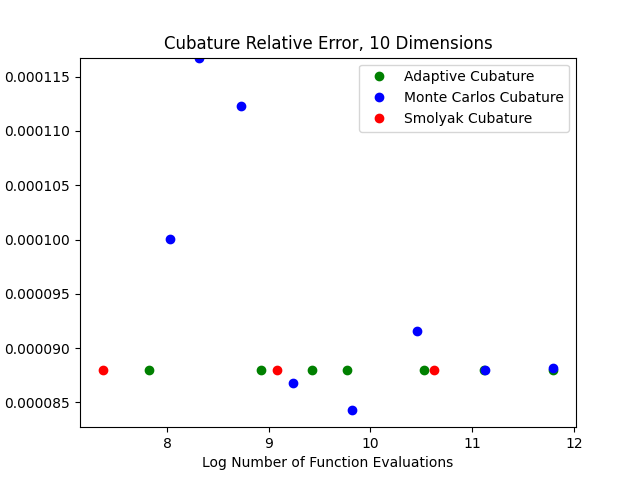 Cubature Relative Error, 10 Dimensions
0.000115
0.000110
0.000105
0.000100
0.000095
0.000090
0.000085
Adaptive Cubature
Monte Carlos Cubature
Smolyak Cubature
8 9 10 11 12
Log Number of Function Evaluations